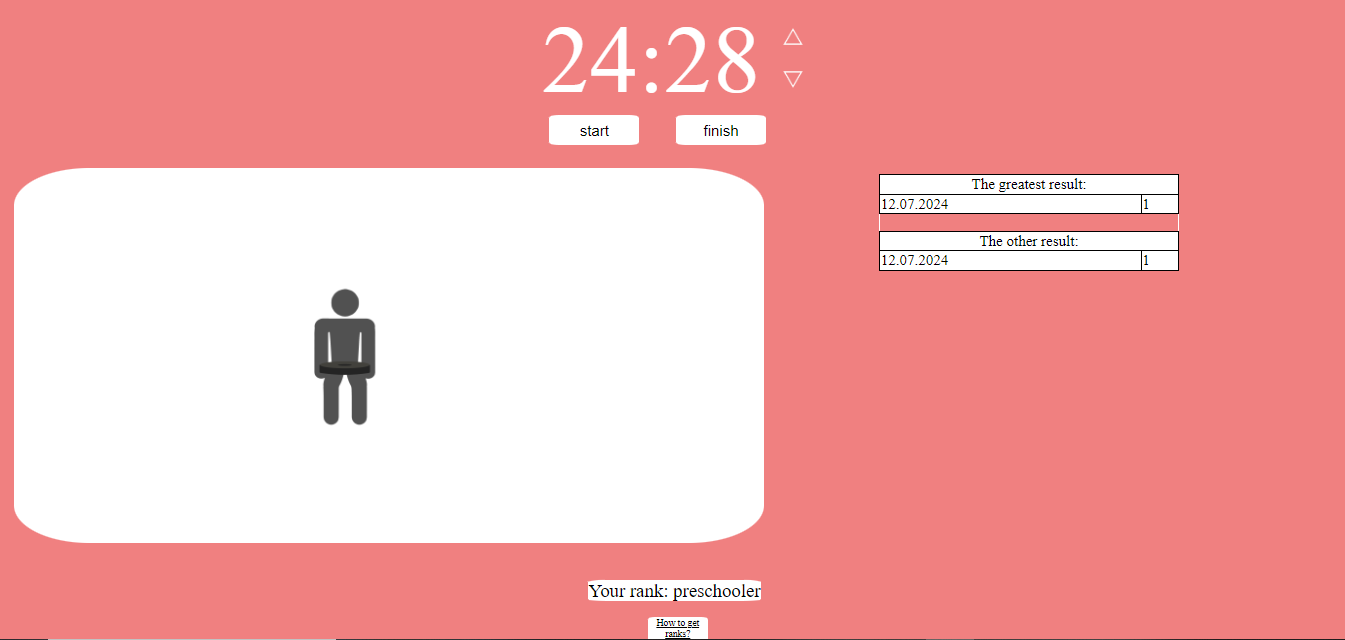 24:28
start
finish
The greatest result:
12.07.2024 1
The other result:
12.07.2024 1
Your rank: preschooler
How to get
ranks?